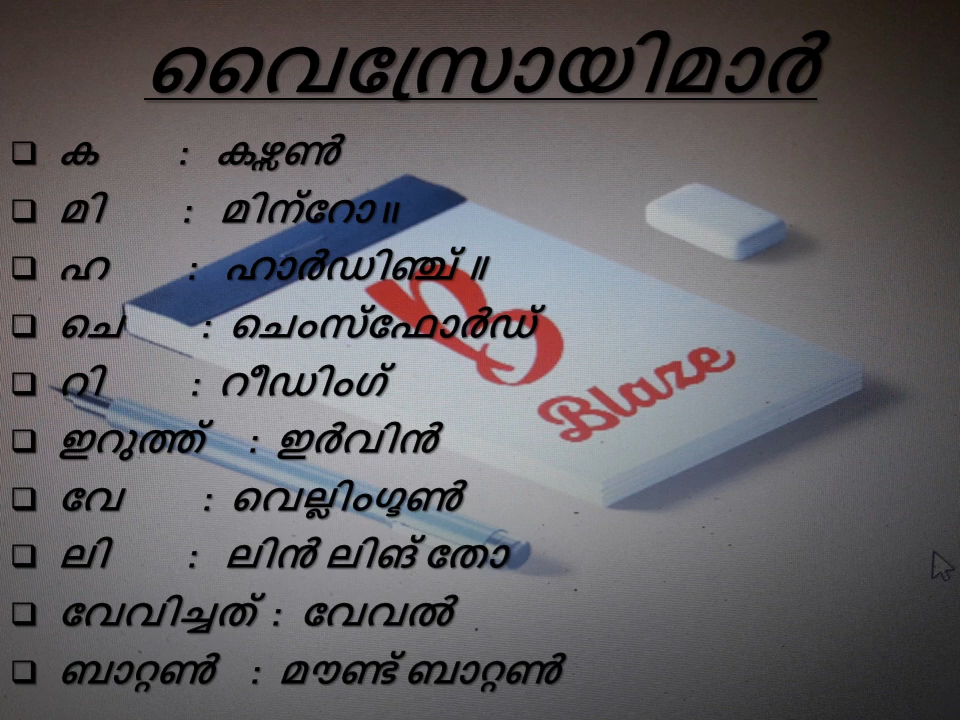 വൈസ്രോയിമാർ
❑ ക : കഴ്സൺ
❑ മി : മിന്റോ II
❑ ഹ : ഹാർഡിഞ്ച് II
❑ ചെ : ചെംസ്ഫോർഡ്
❑ റി : റീഡിംഗ്
❑ ഇറുത്ത് : ഇർവിൻ
❑ വേ : വെല്ലിംഗ്ടൺ
❑ ലി : ലിൻ ലിങ് തോ
❑ വേവിച്ചത് : വേവൽ
❑ ബാറ്റൺ : മൗണ്ട് ബാറ്റൺ
B
Blaze